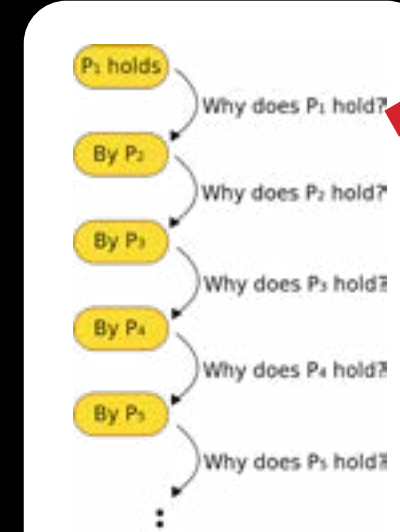 P₁ holds
Why does P₁ hold?
By P₂
Why does P₂ hold?
By P₃
Why does P₃ hold?
By P₄
Why does P₄ hold?
By P₅
Why does P₅ hold?